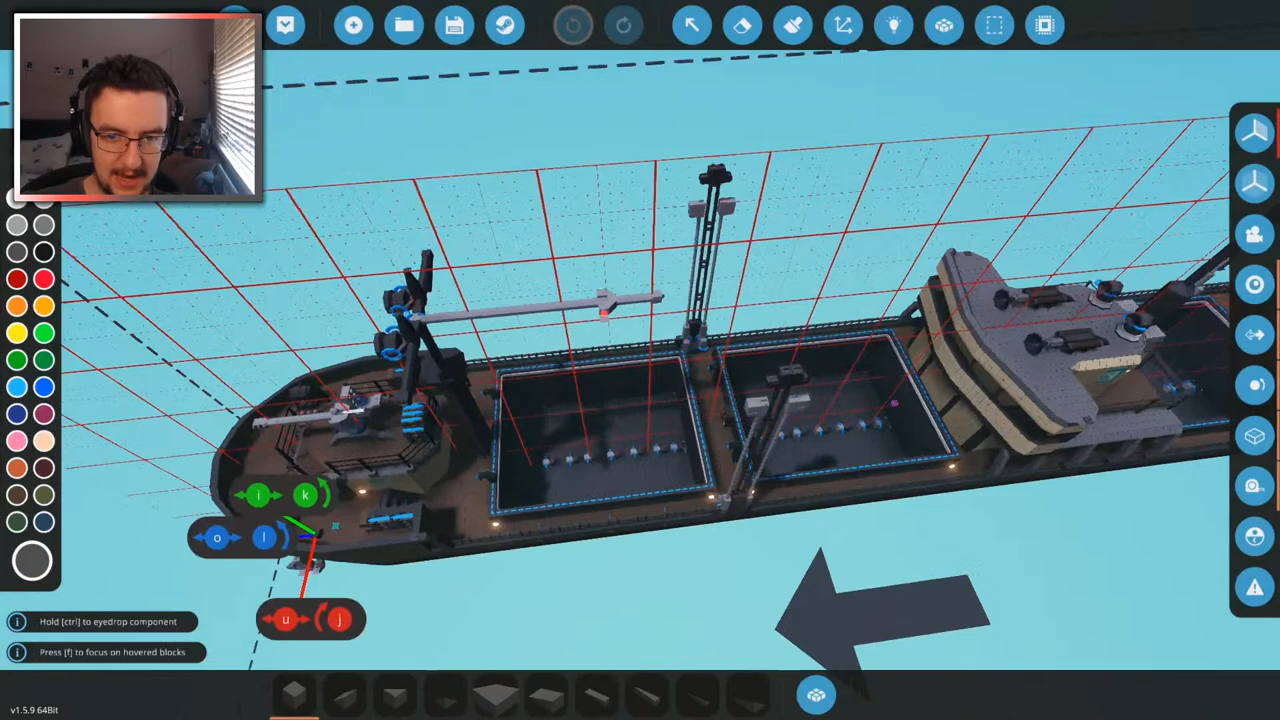 i k
o l
u j
Hold [ctrl] to eyedrop component
Press [f] to focus on hovered blocks
v1.5.9 64Bit